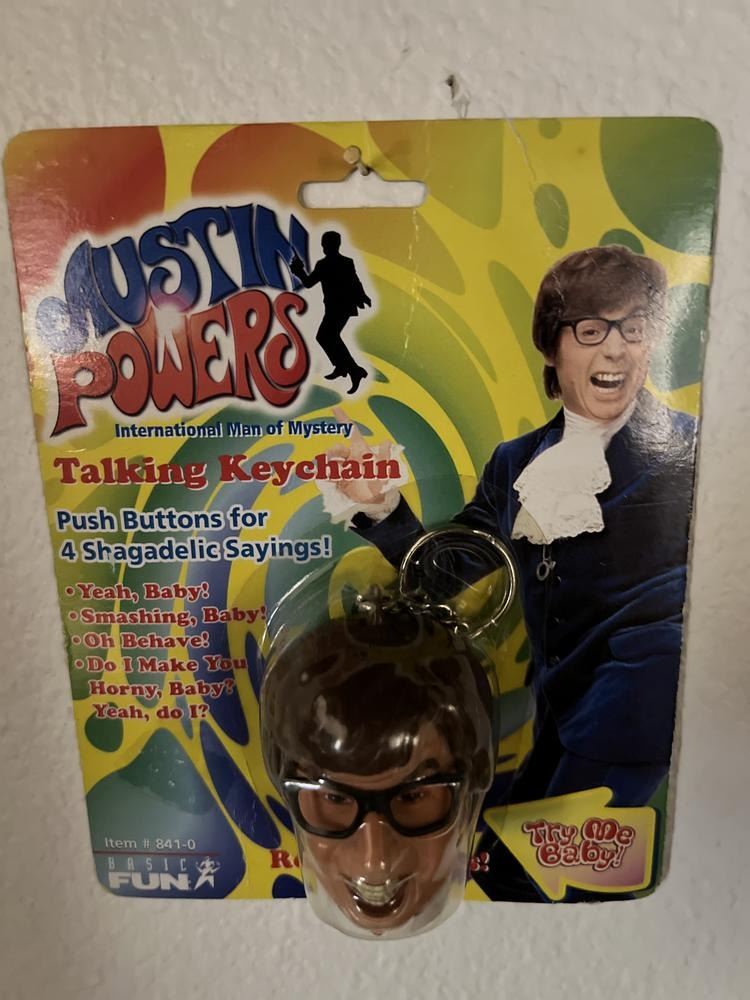 AUSTIN
POWERS
International Man of Mystery
Talking Keychain
Push Buttons for
4 Shagadelic Sayings!
• Yeah, Baby!
• Smashing, Baby!
• Oh Behave!
• Do I Make You
Horny, Baby?
Yeah, do I?
Try Me
Baby!
Item # 841-0
BASIC
FUN